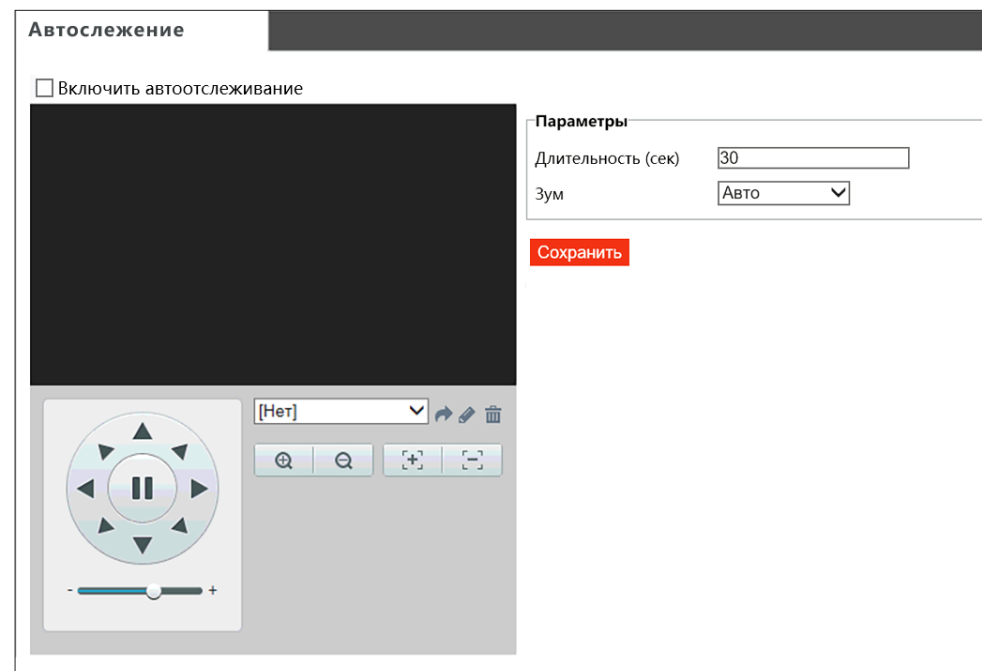 Автослежение
Включить автоотслеживание
Параметры
Длительность (сек) 30
Зум Авто
Сохранить
[Нет]
- +